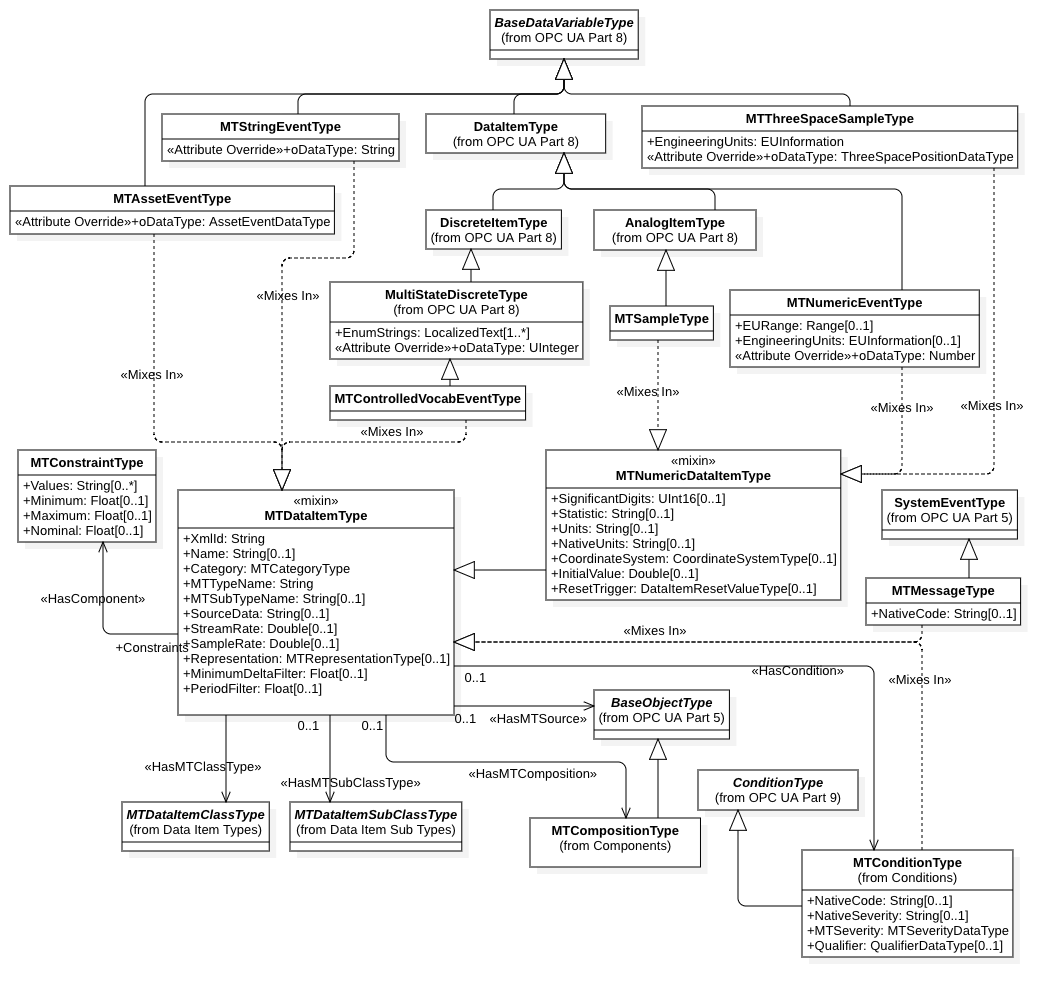 BaseDataVariableType
(from OPC UA Part 8)
MTStringEventType
«Attribute Override»+oDataType: String
DataItemType
(from OPC UA Part 8)
MTThreeSpaceSampleType
+EngineeringUnits: EUInformation
«Attribute Override»+oDataType: ThreeSpacePositionDataType
MTAssetEventType
«Attribute Override»+oDataType: AssetEventDataType
DiscreteItemType
(from OPC UA Part 8)
AnalogItemType
(from OPC UA Part 8)
«Mixes In»
MultiStateDiscreteType
(from OPC UA Part 8)
+EnumStrings: LocalizedText[1..*]
«Attribute Override»+oDataType: UInteger
MTSampleType
MTNumericEventType
+EURange: Range[0..1]
+EngineeringUnits: EUInformation[0..1]
«Attribute Override»+oDataType: Number
«Mixes In»
MTControlledVocabEventType
«Mixes In»
«Mixes In»
«Mixes In»
«Mixes In»
MTConstraintType
+Values: String[0..*]
+Minimum: Float[0..1]
+Maximum: Float[0..1]
+Nominal: Float[0..1]
«mixin»
MTNumericDataItemType
+SignificantDigits: UInt16[0..1]
+Statistic: String[0..1]
+Units: String[0..1]
+NativeUnits: String[0..1]
+CoordinateSystem: CoordinateSystemType[0..1]
+InitialValue: Double[0..1]
+ResetTrigger: DataItemResetValueType[0..1]
SystemEventType
(from OPC UA Part 5)
«mixin»
MTDataItemType
+XmlId: String
+Name: String[0..1]
+Category: MTCategoryType
+MTTypeName: String
+MTSubTypeName: String[0..1]
+SourceData: String[0..1]
+StreamRate: Double[0..1]
+SampleRate: Double[0..1]
+Representation: MTRepresentationType[0..1]
+MinimumDeltaFilter: Float[0..1]
+PeriodFilter: Float[0..1]
MTMessageType
+NativeCode: String[0..1]
«HasComponent»
+Constraints
«Mixes In»
«HasCondition»
0..1
«Mixes In»
BaseObjectType
(from OPC UA Part 5)
0..1
«HasMTSource»
0..1
0..1
«HasMTClassType»
«HasMTSubClassType»
«HasMTComposition»
ConditionType
(from OPC UA Part 9)
MTDataItemClassType
(from Data Item Types)
MTDataItemSubClassType
(from Data Item Sub Types)
MTCompositionType
(from Components)
MTConditionType
(from Conditions)
+NativeCode: String[0..1]
+NativeSeverity: String[0..1]
+MTSeverity: MTSeverityDataType
+Qualifier: QualifierDataType[0..1]